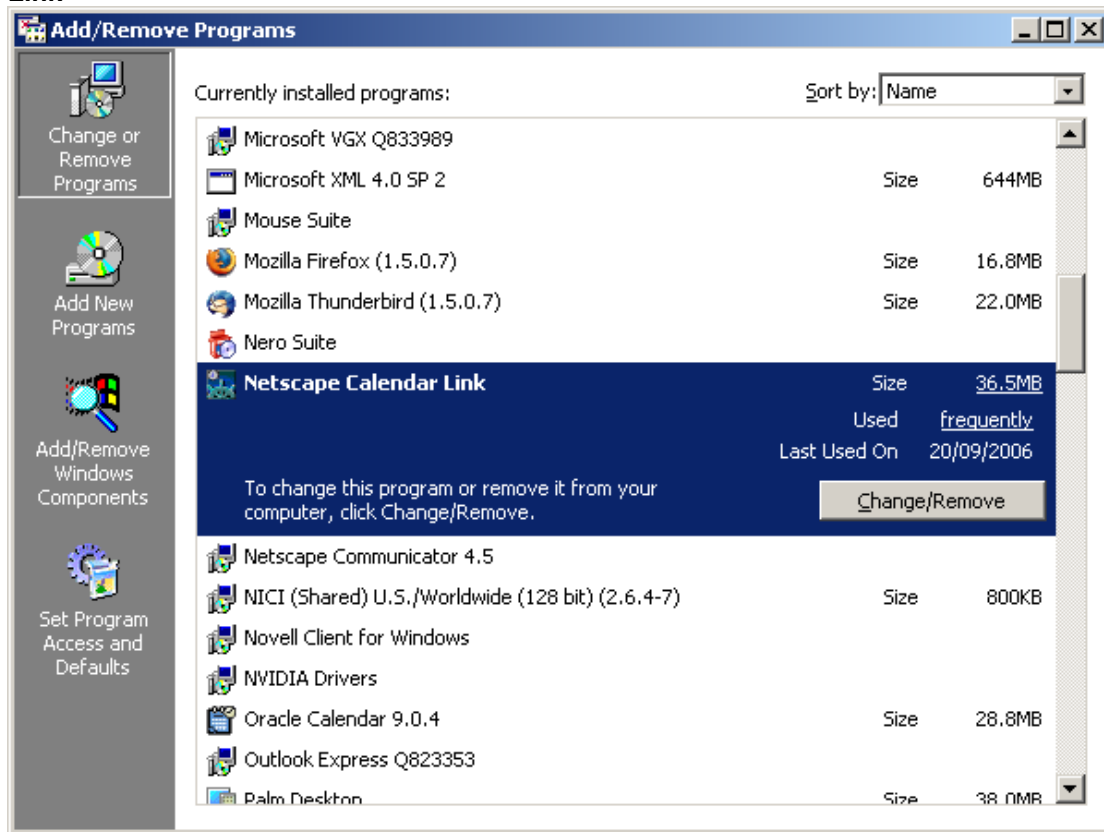 Add/Remove Programs
Change or
Remove
Programs
Add New
Programs
Add/Remove
Windows
Components
Set Program
Access and
Defaults
Currently installed programs:
Sort by: Name
Microsoft VGX Q833989
Microsoft XML 4.0 SP 2 Size 644MB
Mouse Suite
Mozilla Firefox (1.5.0.7) Size 16.8MB
Mozilla Thunderbird (1.5.0.7) Size 22.0MB
Nero Suite
Netscape Calendar Link Size 36.5MB
Used frequently
Last Used On 20/09/2006
To change this program or remove it from your
computer, click Change/Remove.
Change/Remove
Netscape Communicator 4.5
NICI (Shared) U.S./Worldwide (128 bit) (2.6.4-7) Size 800KB
Novell Client for Windows
NVIDIA Drivers
Oracle Calendar 9.0.4 Size 28.8MB
Outlook Express Q823353
Palm Desktop Size 38.0MB